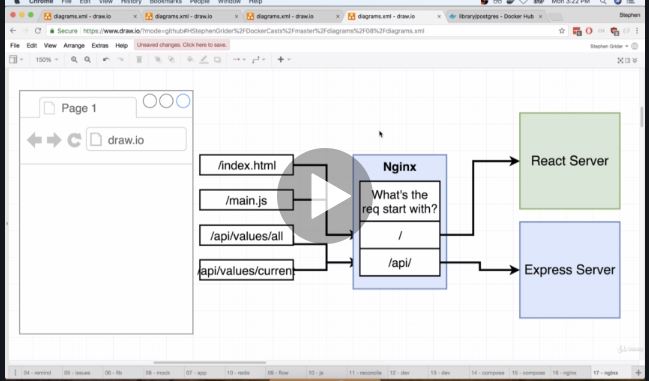 Chrome File Edit View History Bookmarks People Window Help
Mon 3:22 PM
diagrams.xml - draw.io
diagrams.xml - draw.io
diagrams.xml - draw.io
diagrams.xml - draw.io
library/postgres - Docker Hub
Stephen
Secure https://www.draw.io/?mode=github#HStephenGrider%2FDockerCasts%2Fmaster%2Fdiagrams%2F08%2Fdiagrams.xml
File Edit View Arrange Extras Help Unsaved changes. Click here to save.
Stephen Grider
150%
Page 1
draw.io
/index.html
/main.js
/api/values/all
/api/values/curren
Nginx
What's the
req start with?
/
/api/
React Server
Express Server
04 - remind 05 - issues 06 - fib 08 - mock 07 - app 10 - redis 09 - flow 10 - js 11 - reconcile 12 - dev 13 - dev 14 - compose 15 - compose 16 - nginx 17 - nginx